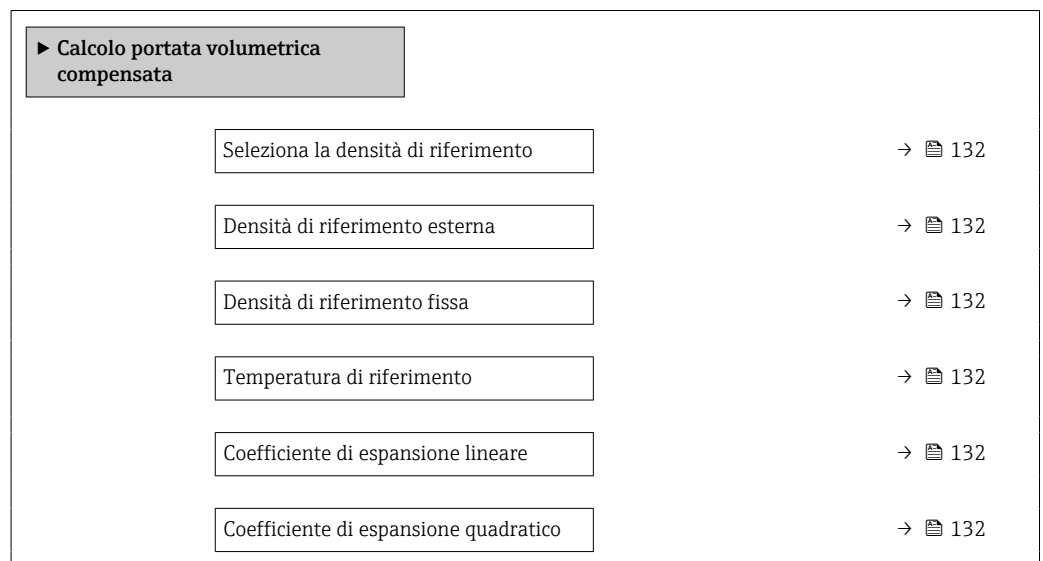 ▶ Calcolo portata volumetrica
compensata
Seleziona la densità di riferimento → 132
Densità di riferimento esterna → 132
Densità di riferimento fissa → 132
Temperatura di riferimento → 132
Coefficiente di espansione lineare → 132
Coefficiente di espansione quadratico → 132